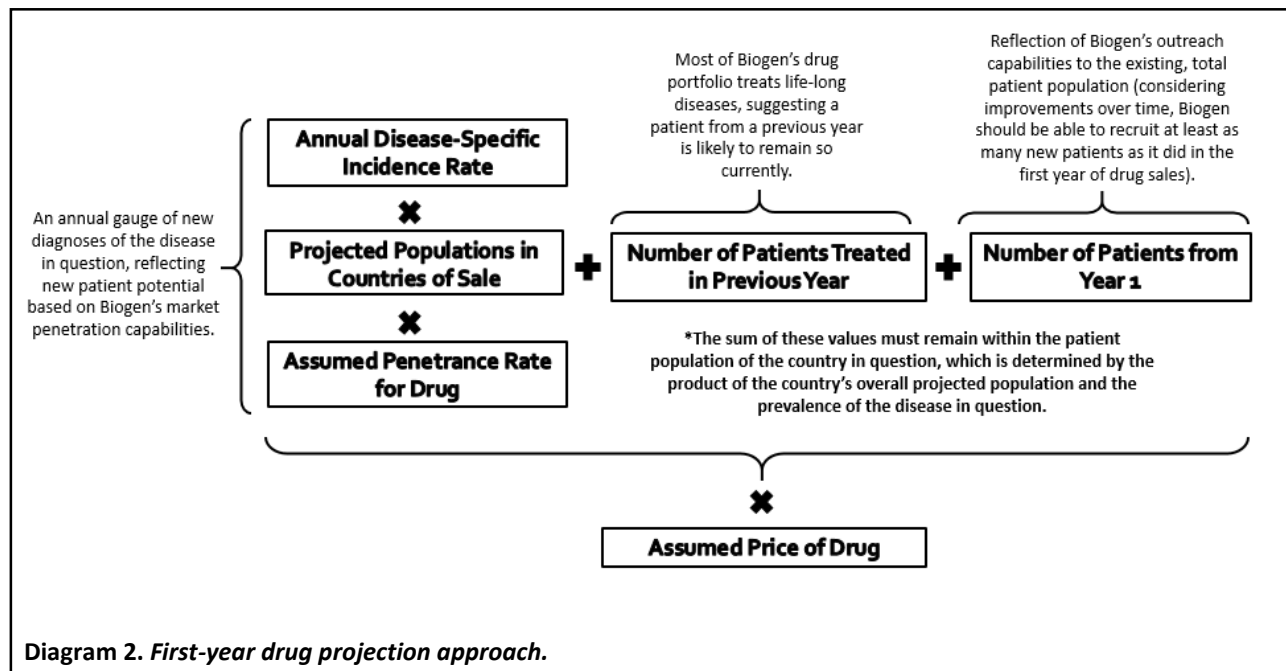 Most of Biogen's drug
portfolio treats life-long
diseases, suggesting a
patient from a previous year
is likely to remain so
currently.
Reflection of Biogen's outreach
capabilities to the existing, total
patient population (considering
improvements over time, Biogen
should be able to recruit at least as
many new patients as it did in the
first year of drug sales).
An annual gauge of new
diagnoses of the disease
in question, reflecting
new patient potential
based on Biogen's market
penetration capabilities.
Annual Disease-Specific
Incidence Rate
Projected Populations in
Countries of Sale
Assumed Penetrance Rate
for Drug
Number of Patients Treated
in Previous Year
Number of Patients from
Year 1
*The sum of these values must remain within the patient
population of the country in question, which is determined by the
product of the country's overall projected population and the
prevalence of the disease in question.
Assumed Price of Drug
Diagram 2. First-year drug projection approach.